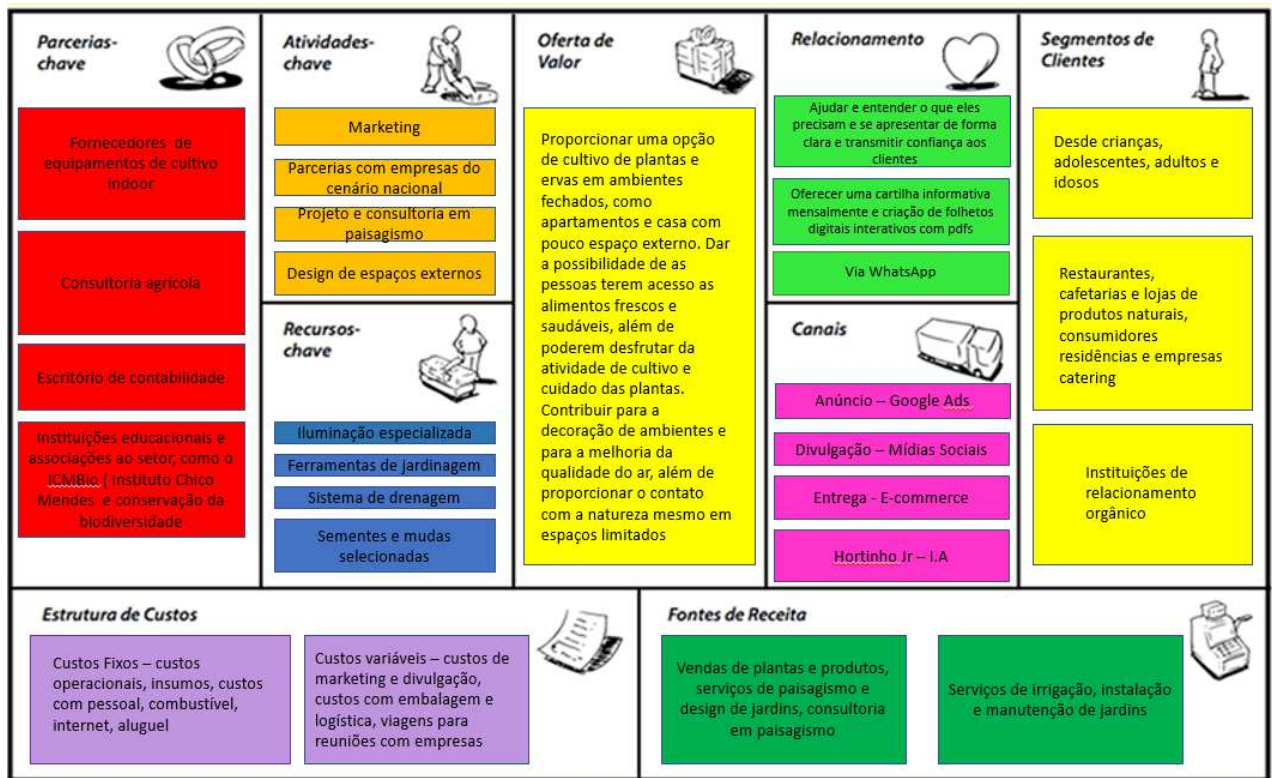 Parcerias-
chave
Fornecedores de
equipamentos de cultivo
indoor
Consultoria agrícola
Escritório de contabilidade
Instituições educacionais e
associações ao setor, como o
ICMBio ( Instituto Chico
Mendes e conservação da
biodiversidade
Atividades-
chave
Marketing
Parcerias com empresas do
cenário nacional
Projeto e consultoria em
paisagismo
Design de espaços externos
Recursos-
chave
Iluminação especializada
Ferramentas de jardinagem
Sistema de drenagem
Sementes e mudas
selecionadas
Oferta de
Valor
Proporcionar uma opção
de cultivo de plantas e
ervas em ambientes
fechados, como
apartamentos e casa com
pouco espaço externo. Dar
a possibilidade de as
pessoas terem acesso as
alimentos frescos e
saudáveis, além de
poderem desfrutar da
atividade de cultivo e
cuidado das plantas.
Contribuir para a
decoração de ambientes e
para a melhoria da
qualidade do ar, além de
proporcionar o contato
com a natureza mesmo em
espaços limitados
Relacionamento
Ajudar e entender o que eles
precisam e se apresentar de forma
clara e transmitir confiança aos
clientes
Oferecer uma cartilha informativa
mensalmente e criação de folhetos
digitais interativos com pdfs
Via WhatsApp
Canais
Anúncio – Google Ads
Divulgação – Mídias Sociais
Entrega - E-commerce
Hortinho Jr – I.A
Segmentos de
Clientes
Desde crianças,
adolescentes, adultos e
idosos
Restaurantes,
cafetarias e lojas de
produtos naturais,
consumidores
residências e empresas
catering
Instituições de
relacionamento
orgânico
Estrutura de Custos
Custos Fixos – custos
operacionais, insumos, custos
com pessoal, combustível,
internet, aluguel
Custos variáveis – custos de
marketing e divulgação,
custos com embalagem e
logística, viagens para
reuniões com empresas
Fontes de Receita
Vendas de plantas e produtos,
serviços de paisagismo e
design de jardins, consultoria
em paisagismo
Serviços de irrigação, instalação
e manutenção de jardins